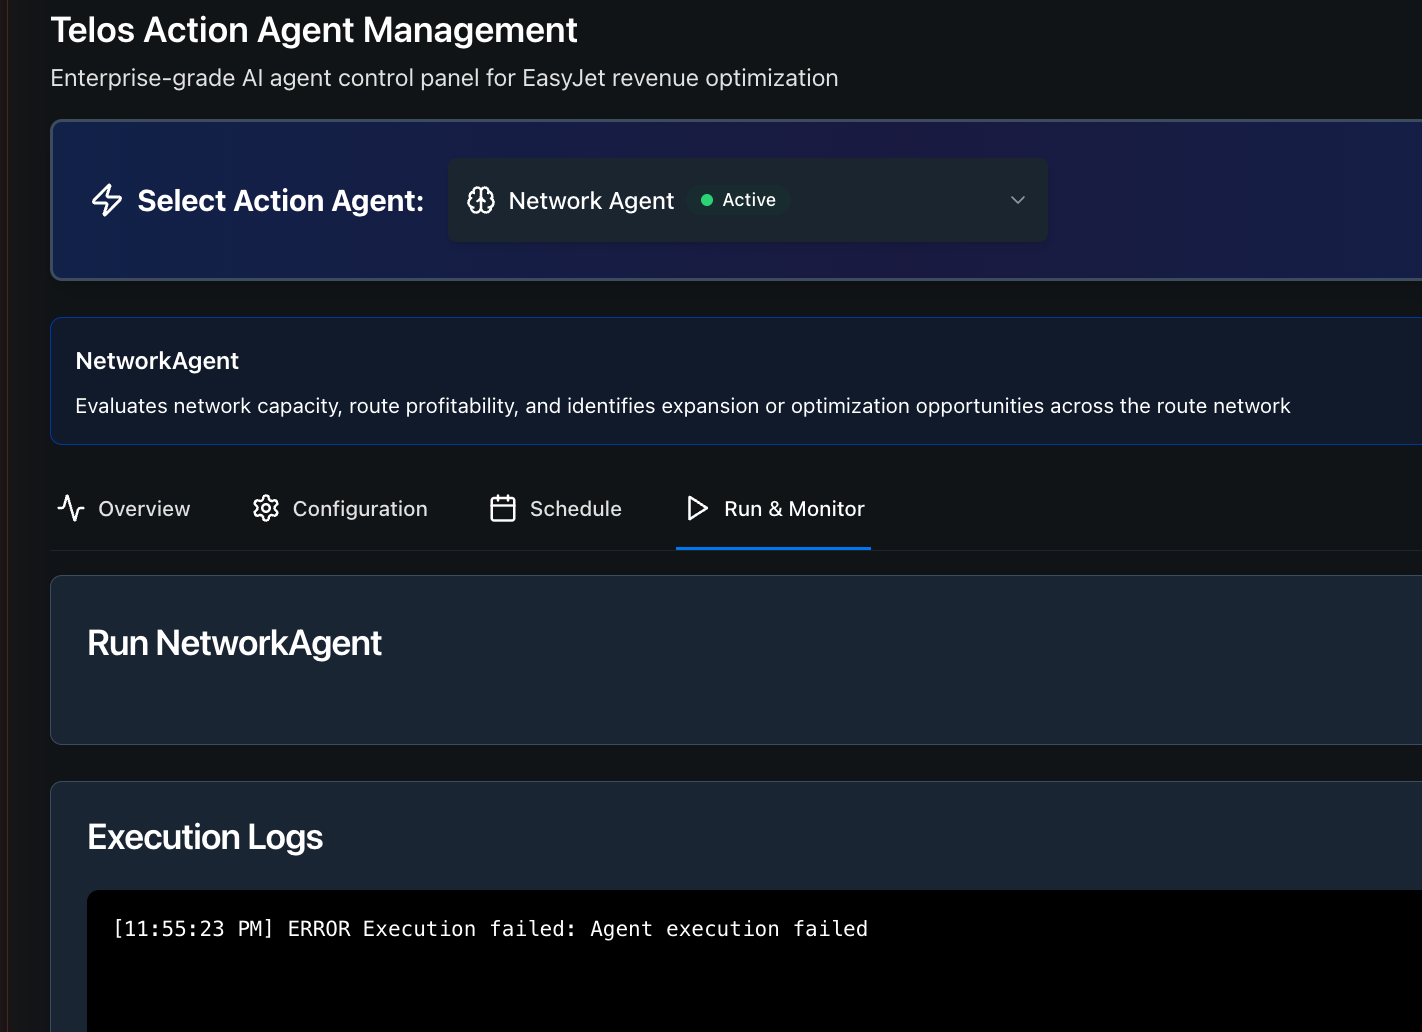 Telos Action Agent Management
Enterprise-grade AI agent control panel for EasyJet revenue optimization
Select Action Agent: Network Agent Active
NetworkAgent
Evaluates network capacity, route profitability, and identifies expansion or optimization opportunities across the route network
Overview Configuration Schedule Run & Monitor
Run NetworkAgent
Execution Logs
[11:55:23 PM] ERROR Execution failed: Agent execution failed